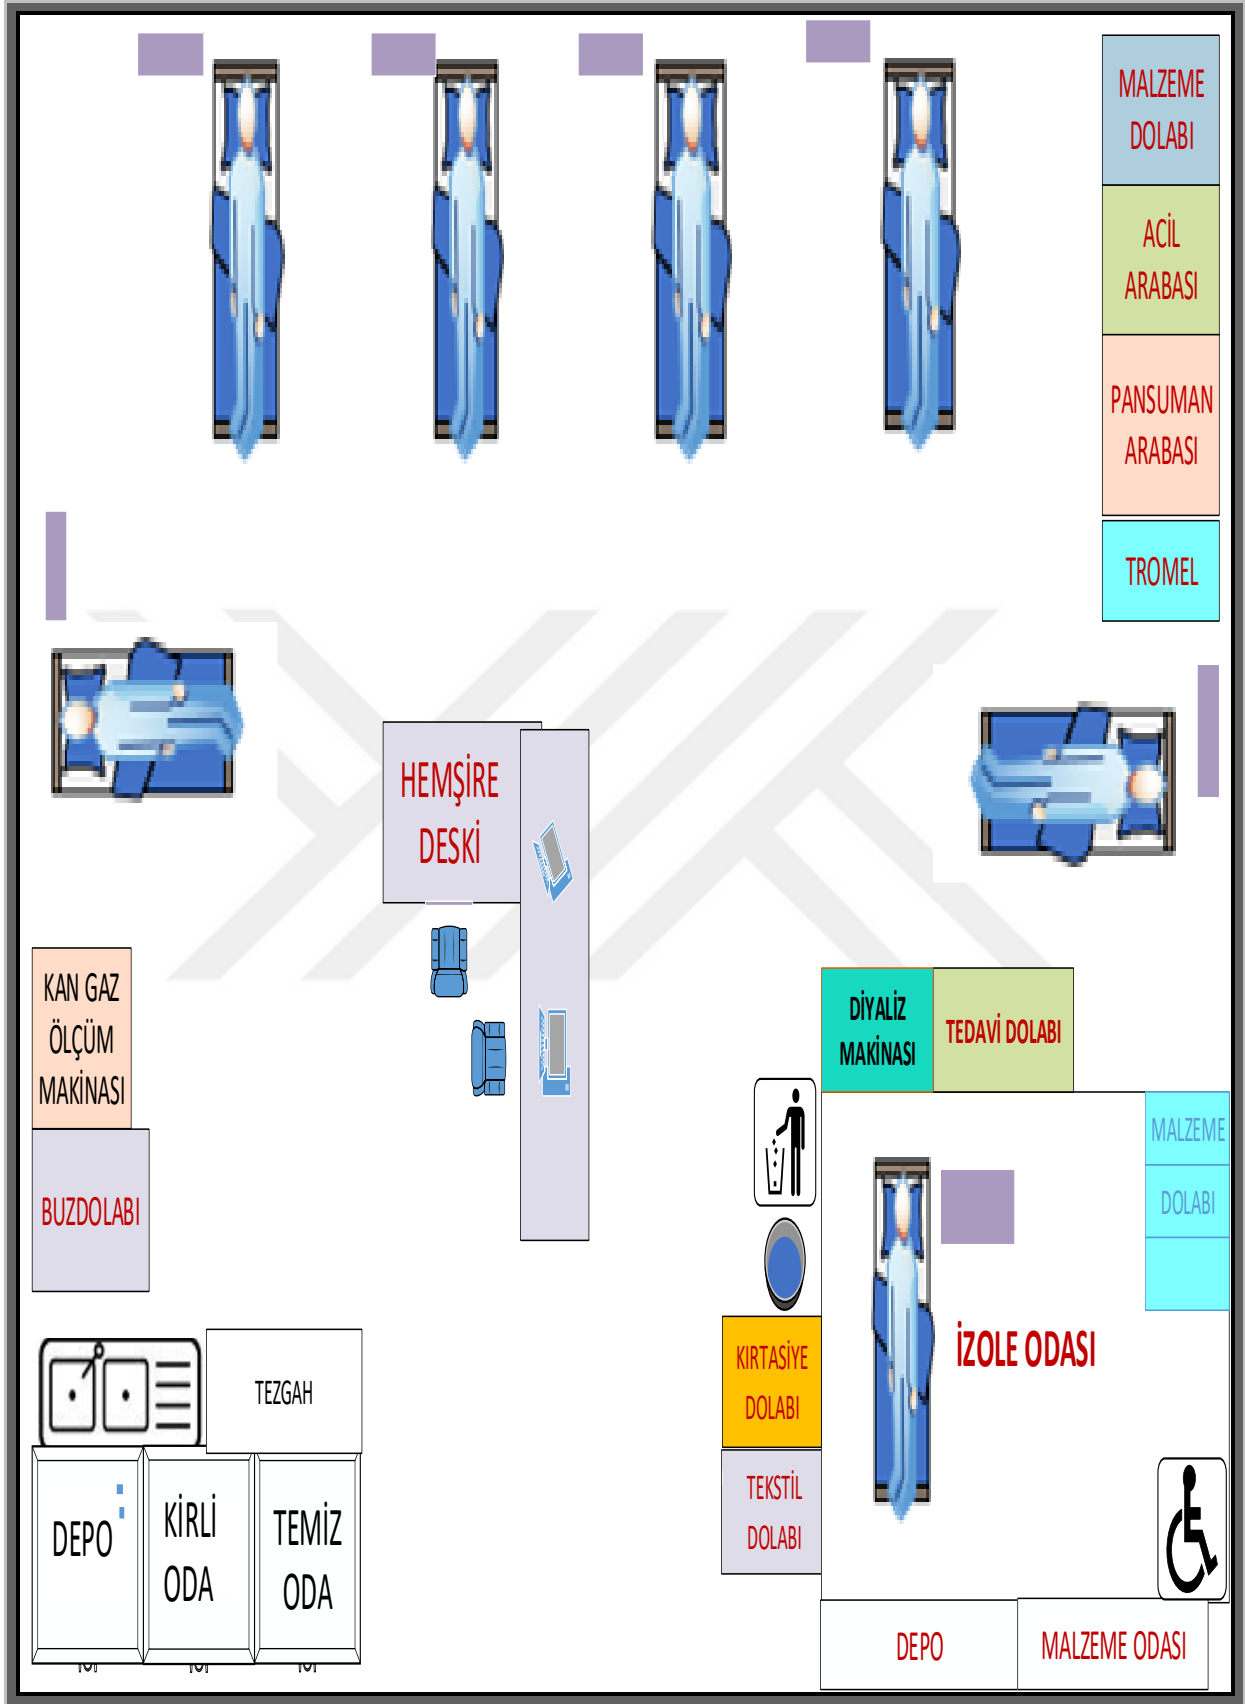 MALZEME
DOLABI
ACİL
ARABASI
PANSUMAN
ARABASI
TROMEL
HEMŞİRE
DESKİ
KAN GAZ
ÖLÇÜM
MAKİNASI
BUZDOLABI
DİYALİZ
MAKİNASI
TEDAVİ DOLABI
MALZEME
DOLABI
İZOLE ODASI
KIRTASİYE
DOLABI
TEKSTİL
DOLABI
TEZGAH
DEPO
KİRLİ
ODA
TEMİZ
ODA
DEPO
MALZEME ODASI